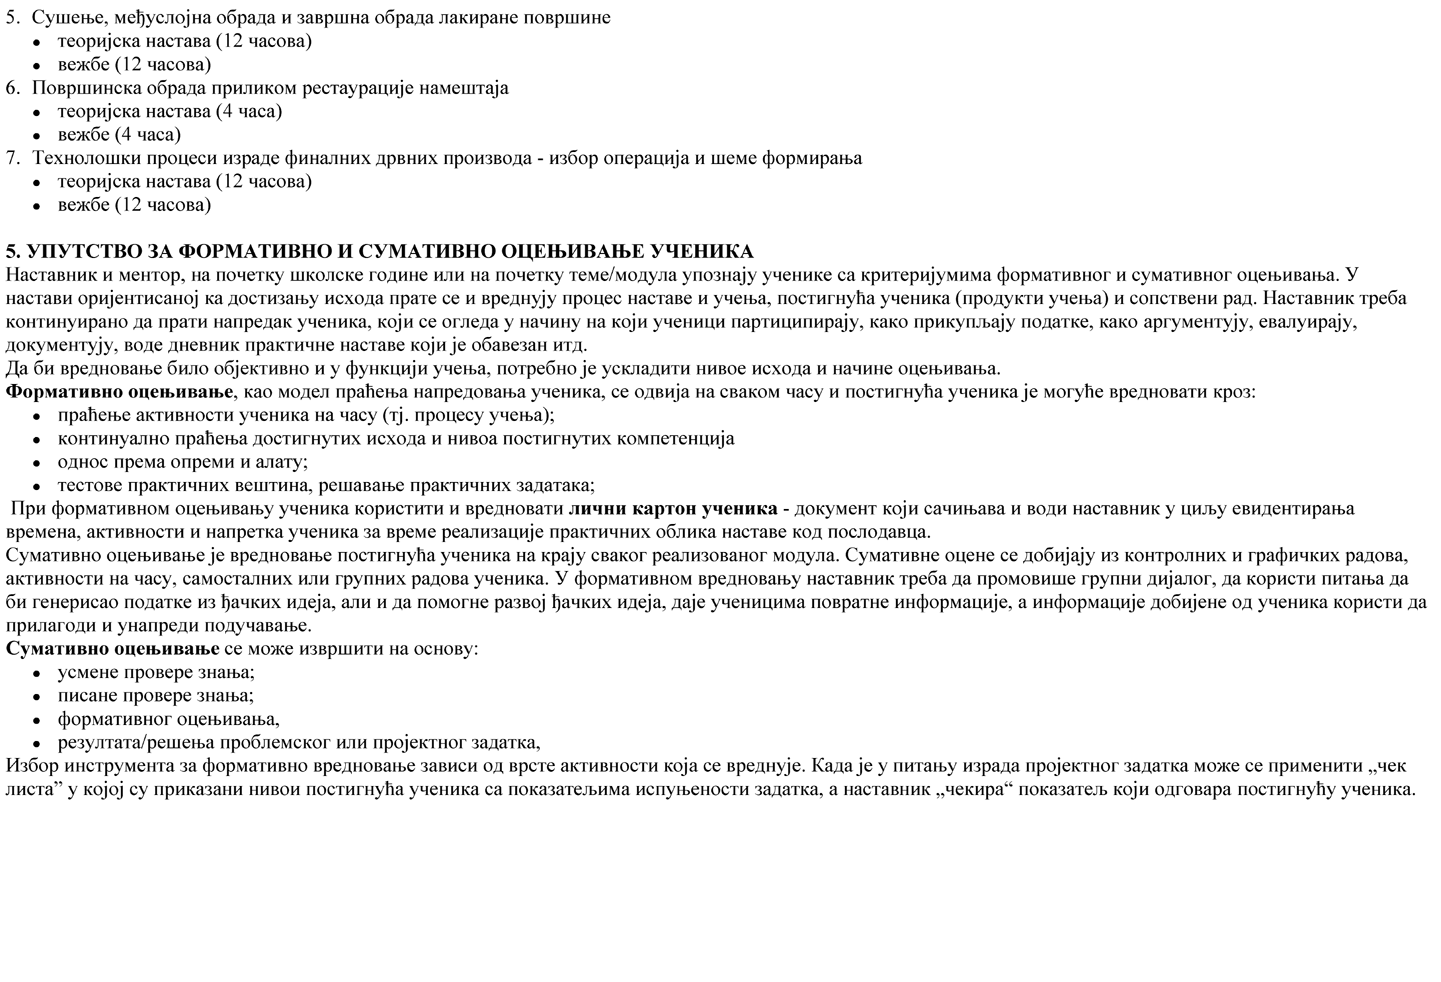 5. Сушење, међуслојна обрада и завршна обрада лакиране површине
• теоријска настава (12 часова)
• вежбе (12 часова)
6. Површинска обрада приликом рестаурације намештаја
• теоријска настава (4 часа)
• вежбе (4 часа)
7. Технолошки процеси израде финалних дрвних производа - избор операција и шеме формирања
• теоријска настава (12 часова)
• вежбе (12 часова)
5. УПУТСТВО ЗА ФОРМАТИВНО И СУМАТИВНО ОЦЕЊИВАЊЕ УЧЕНИКА
Наставник и ментор, на почетку школске године или на почетку теме/модула упознају ученике са критеријумима формативног и сумативног оцењивања. У
настави оријентисаној ка достизању исхода прате се и вреднују процес наставе и учења, постигнућа ученика (продукти учења) и сопствени рад. Наставник треба
континуирано да прати напредак ученика, који се огледа у начину на који ученици партиципирају, како прикупљају податке, како аргументују, евалуирају,
документују, воде дневник практичне наставе који је обавезан итд.
Да би вредновање било објективно и у функцији учења, потребно је ускладити нивое исхода и начине оцењивања.
Формативно оцењивање, као модел праћења напредовања ученика, се одвија на сваком часу и постигнућа ученика је могуће вредновати кроз:
• праћење активности ученика на часу (тј. процесу учења);
• континуално праћења достигнутих исхода и нивоа постигнутих компетенција
• однос према опреми и алату;
• тестове практичних вештина, решавање практичних задатака;
При формативном оцењивању ученика користити и вредновати лични картон ученика - документ који сачињава и води наставник у циљу евидентирања
времена, активности и напретка ученика за време реализације практичних облика наставе код послодавца.
Сумативно оцењивање је вредновање постигнућа ученика на крају сваког реализованог модула. Сумативне оцене се добијају из контролних и графичких радова,
активности на часу, самосталних или групних радова ученика. У формативном вредновању наставник треба да промовише групни дијалог, да користи питања да
би генерисао податке из ђачких идеја, али и да помогне развој ђачких идеја, даје ученицима повратне информације, а информације добијене од ученика користи да
прилагоди и унапреди подучавање.
Сумативно оцењивање се може извршити на основу:
• усмене провере знања;
• писане провере знања;
• формативног оцењивања,
• резултата/решења проблемског или пројектног задатка,
Избор инструмента за формативно вредновање зависи од врсте активности која се вреднује. Када је у питању израда пројектног задатка може се применити „чек
листа” у којој су приказани нивои постигнућа ученика са показатељима испуњености задатка, а наставник „чекира“ показатељ који одговара постигнућу ученика.